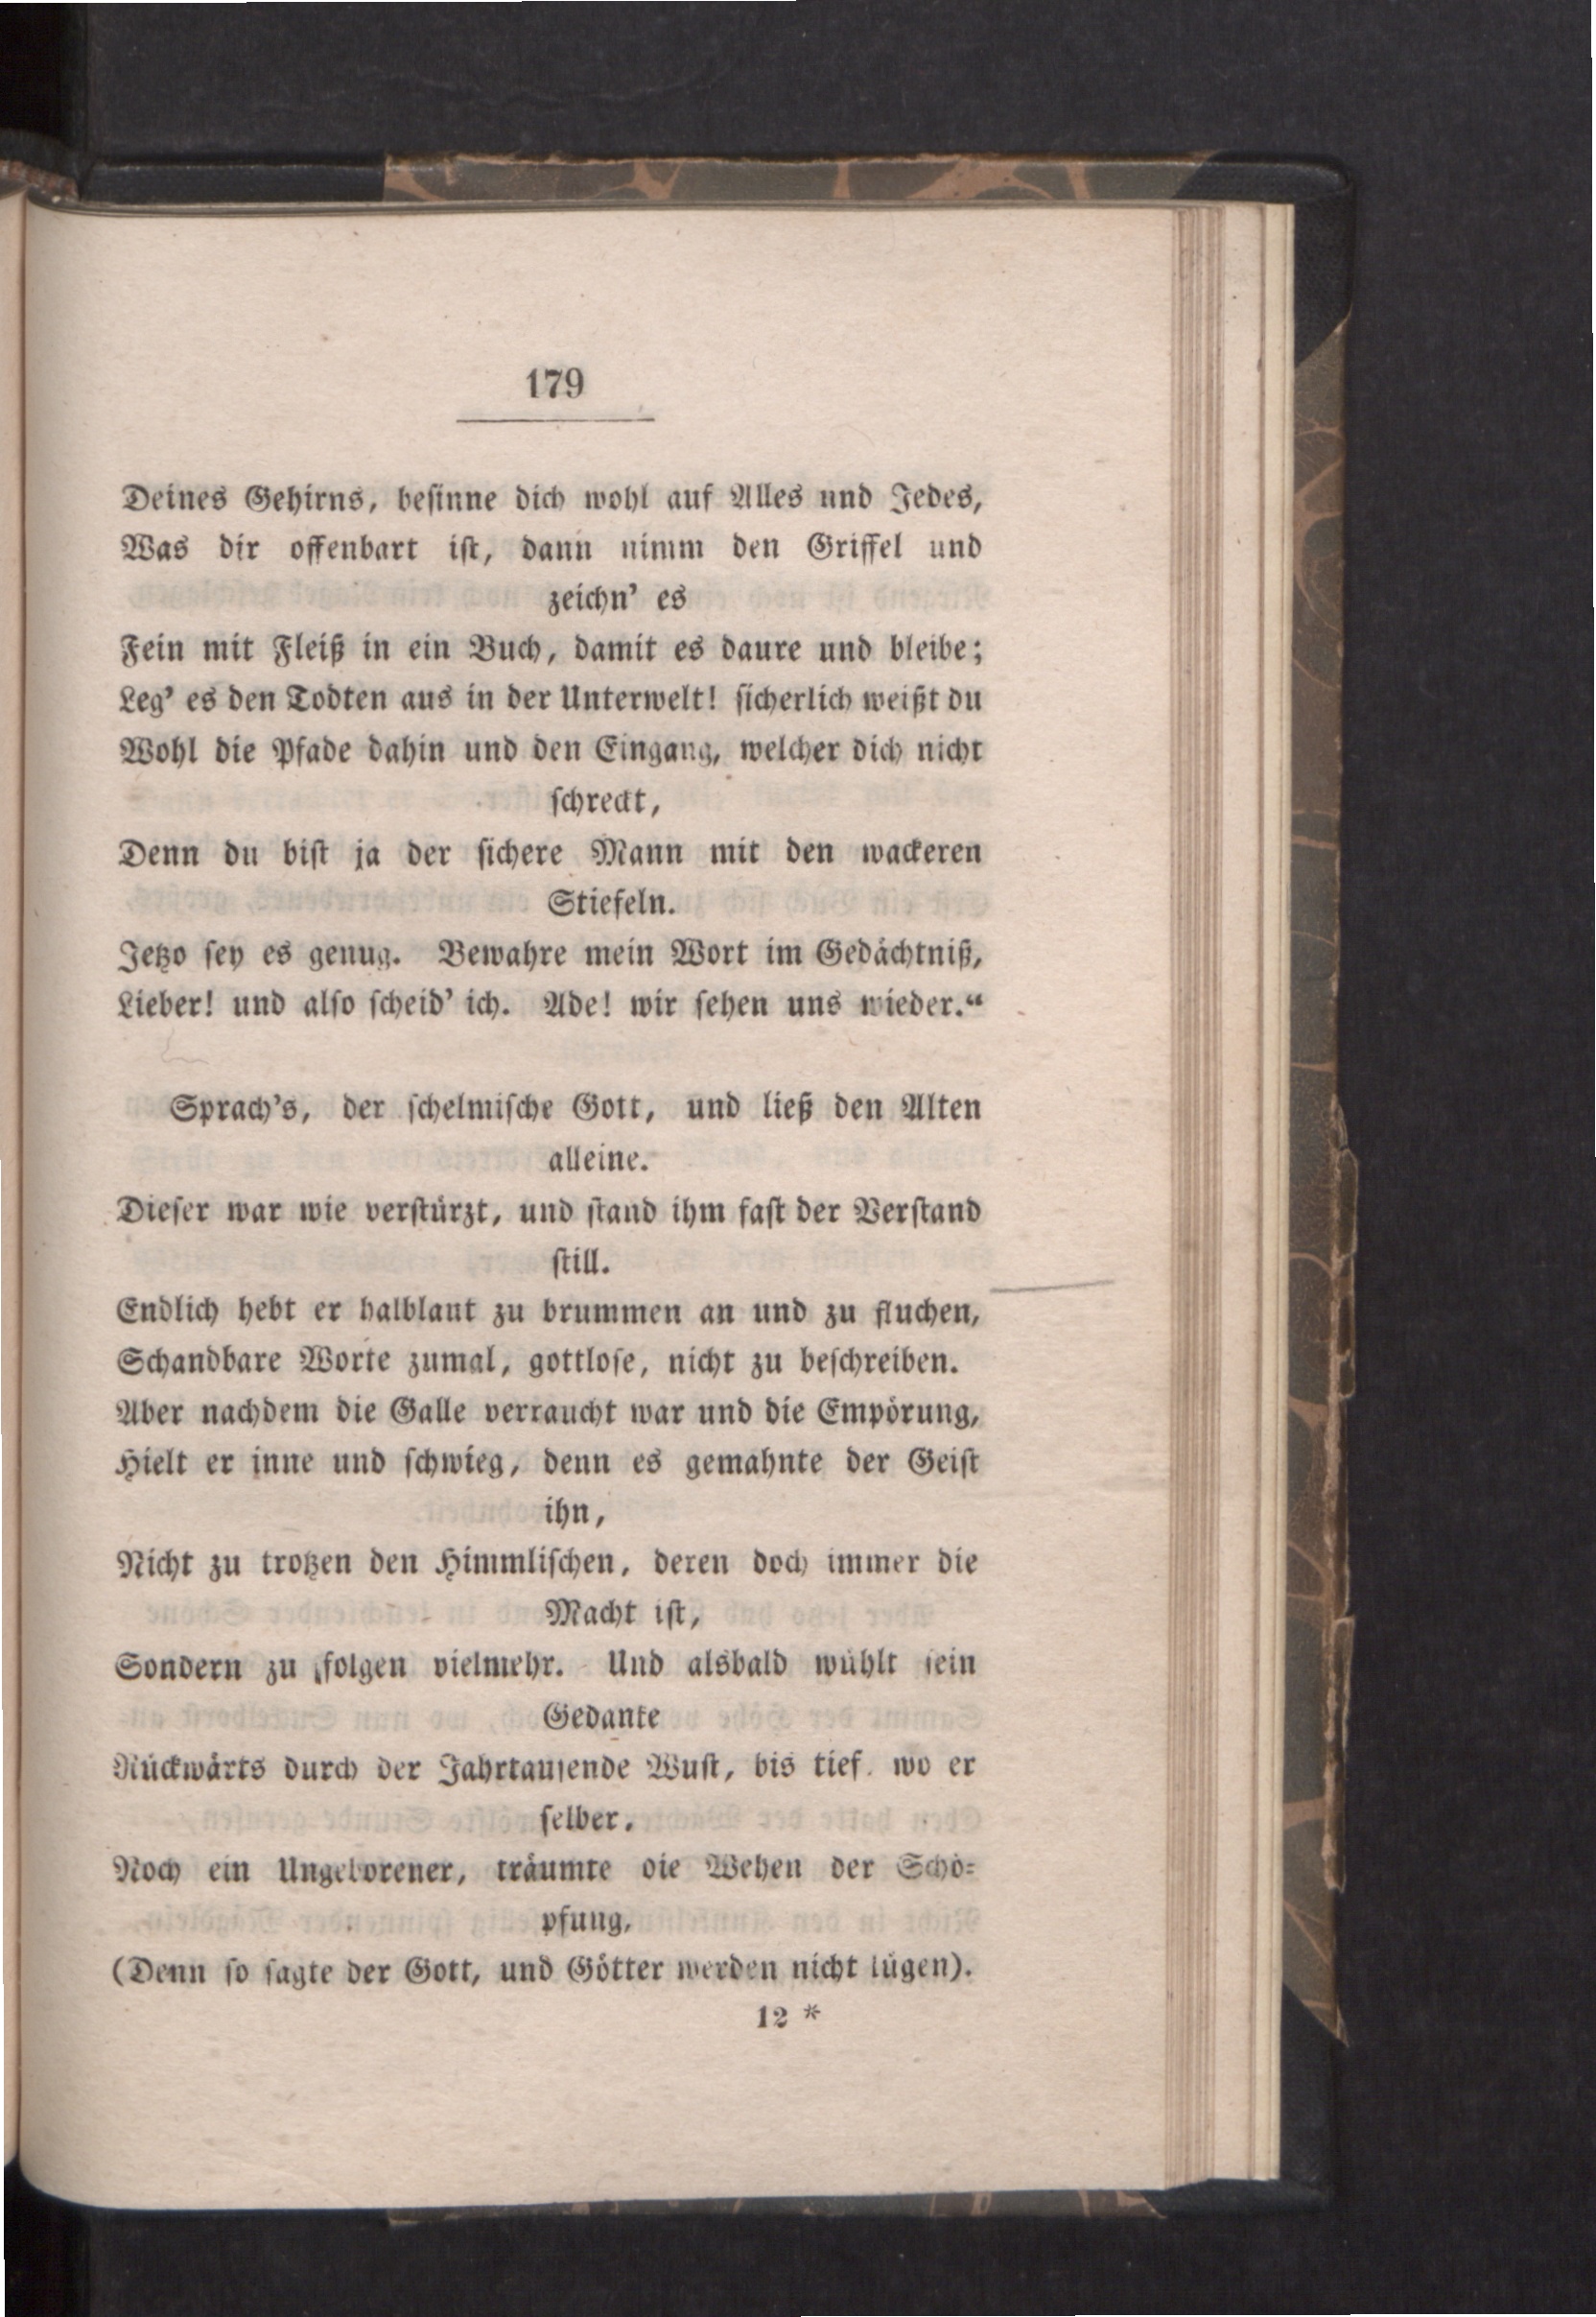 179
Deines Gehirns, besinne dich wohl auf Alles und Jedes,
Was dir offenbart ist, dann nimm den Griffel und
zeichn' es
Fein mit Fleiß in ein Buch, damit es daure und bleibe;
Leg' es den Todten aus in der Unterwelt! sicherlich weißt du
Wohl die Pfade dahin und den Eingang, welcher dich nicht
schreckt,
Denn du bist ja der sichere Mann mit den wackeren
Stiefeln.
Jetzo sey es genug. Bewahre mein Wort im Gedächtniß,
Lieber! und also scheid' ich. Ade! wir sehen uns wieder.“
Sprach's, der schelmische Gott, und ließ den Alten
alleine.
Dieser war wie verstürzt, und stand ihm fast der Verstand
still.
Endlich hebt er halblaut zu brummen an und zu fluchen,
Schandbare Worte zumal, gottlose, nicht zu beschreiben.
Aber nachdem die Galle verraucht war und die Empörung,
Hielt er inne und schwieg, denn es gemahnte der Geist
ihn,
Nicht zu trotzen den Himmlischen, deren doch immer die
Macht ist,
Sondern zu folgen vielmehr. Und alsbald wühlt sein
Gedanke
Rückwärts durch der Jahrtausende Wust, bis tief, wo er
selber,
Noch ein Ungeborener, träumte die Wehen der Schö-
pfung,
(Denn so sagte der Gott, und Götter werden nicht lügen).
12 *